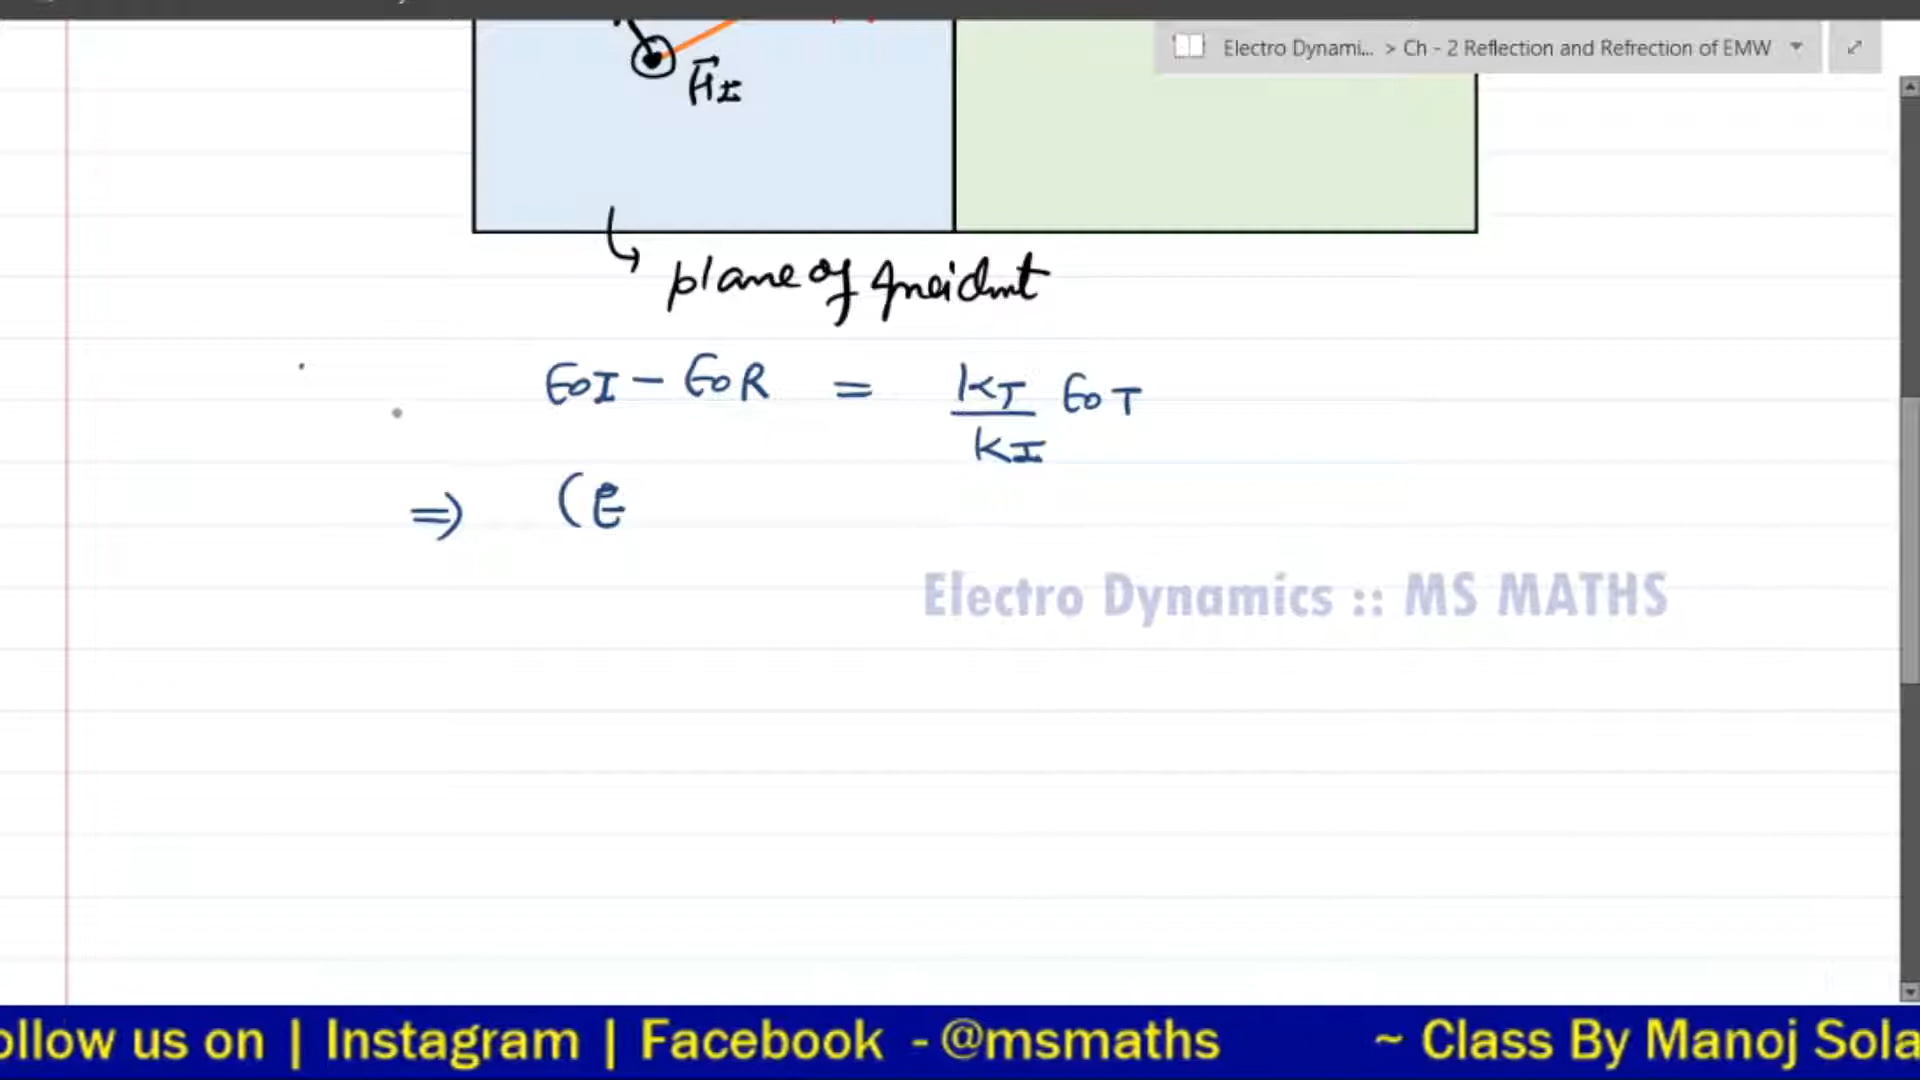 Electro Dynami... > Ch - 2 Reflection and Refrection of EMW
H⃗I
plane of Incident
E0I - E0R = kT/kI E0T
⇒ (E
Electro Dynamics :: MS MATHS
ollow us on | Instagram | Facebook - @msmaths ~ Class By Manoj Sola